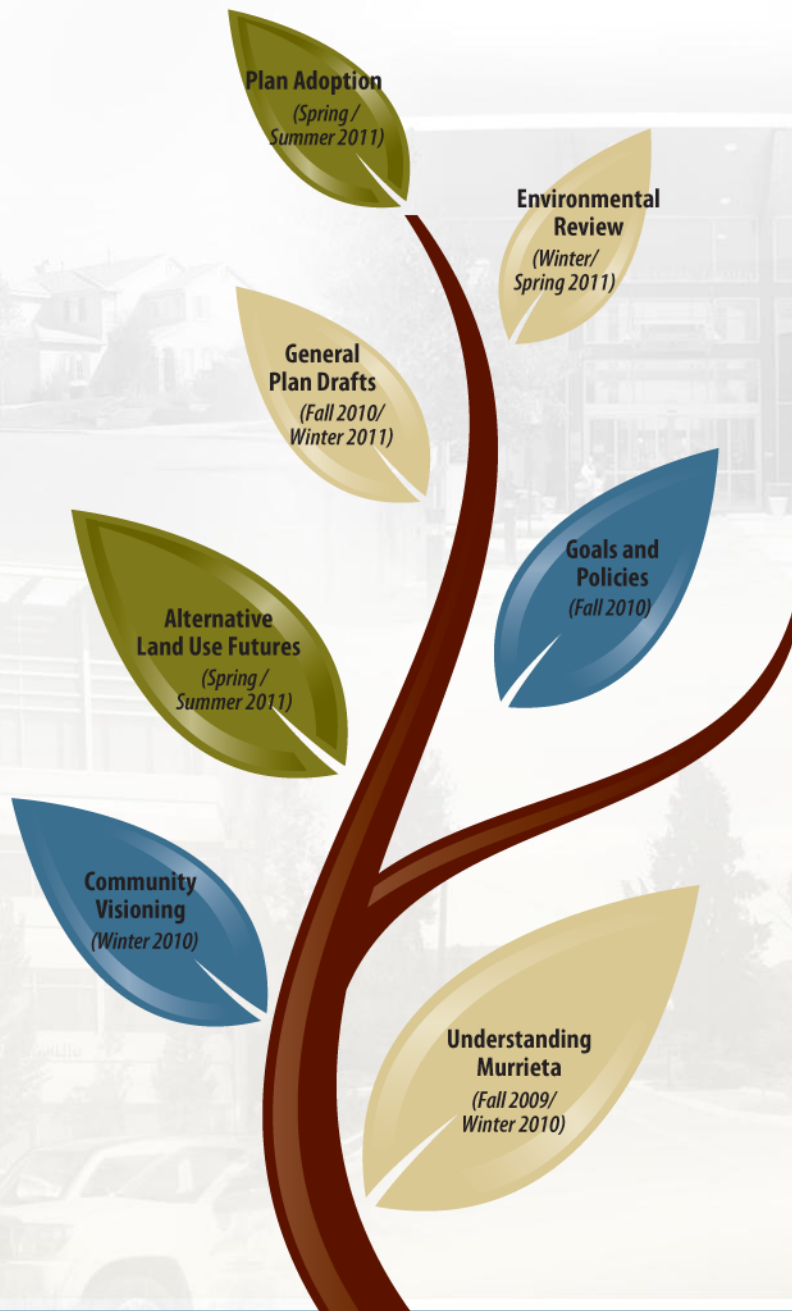 Plan Adoption
(Spring /
Summer 2011)
Environmental
Review
(Winter/
Spring 2011)
General
Plan Drafts
(Fall 2010/
Winter 2011)
Goals and
Policies
(Fall 2010)
Alternative
Land Use Futures
(Spring /
Summer 2011)
Community
Visioning
(Winter 2010)
Understanding
Murrieta
(Fall 2009/
Winter 2010)